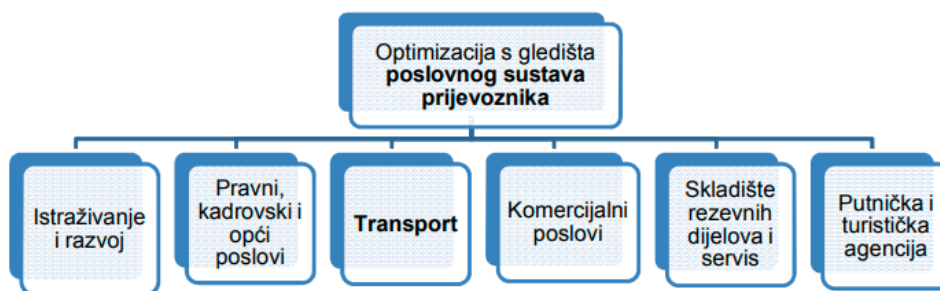 Optimizacija s gledišta
poslovnog sustava
prijevoznika
Istraživanje
i razvoj
Pravni,
kadrovski i
opći
poslovi
Transport
Komercijalni
poslovi
Skladište
rezevnih
dijelova i
servis
Putnička i
turistička
agencija